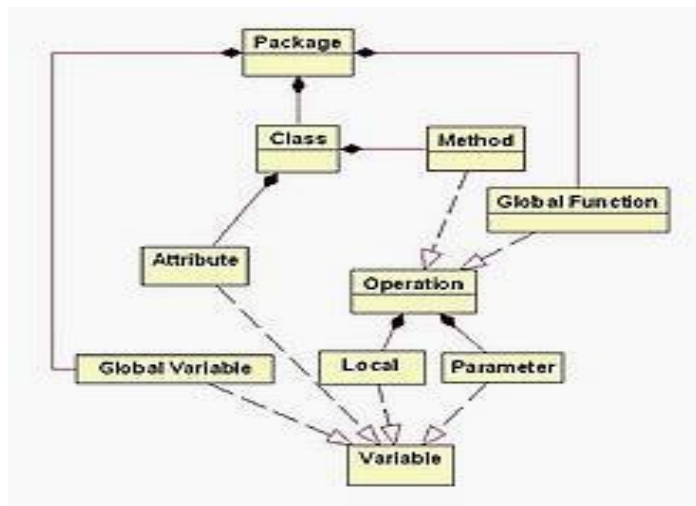 Package
Class
Method
Global Function
Attribute
Operation
Global Variable
Local
Parameter
Variable